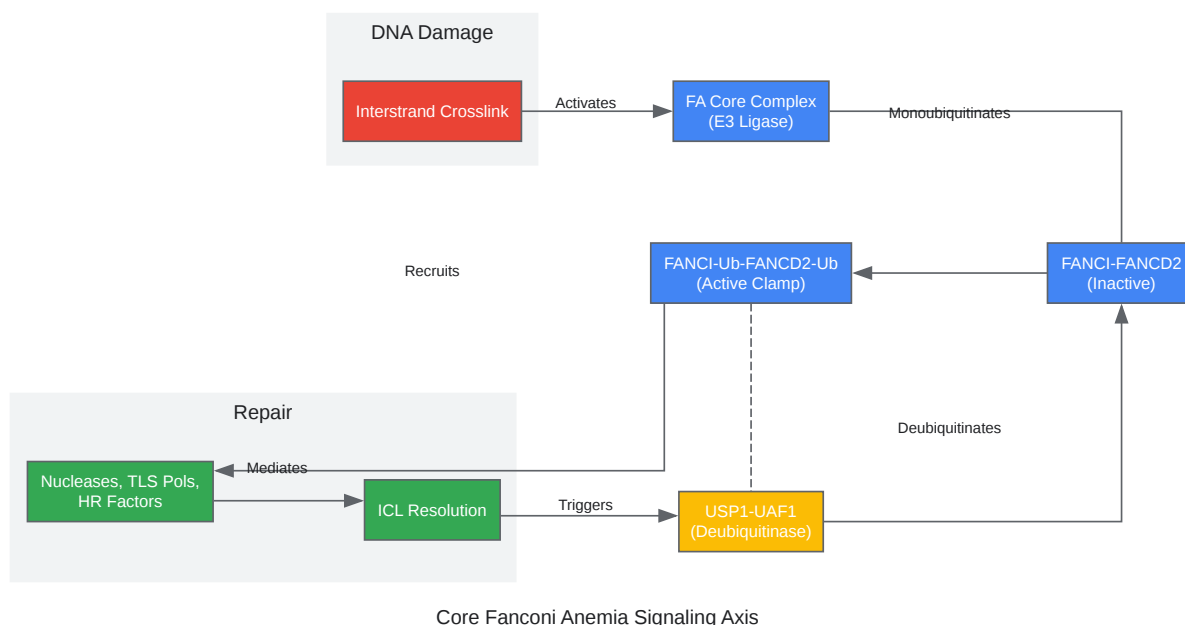 DNA Damage
Interstrand Crosslink
Activates
FA Core Complex
(E3 Ligase)
Monoubiquitinates
Recruits
FANCI-Ub-FANCD2-Ub
(Active Clamp)
FANCI-FANCD2
(Inactive)
Deubiquitinates
Repair
Nucleases, TLS Pols,
HR Factors
Mediates
ICL Resolution
Triggers
USP1-UAF1
(Deubiquitinase)
Core Fanconi Anemia Signaling Axis